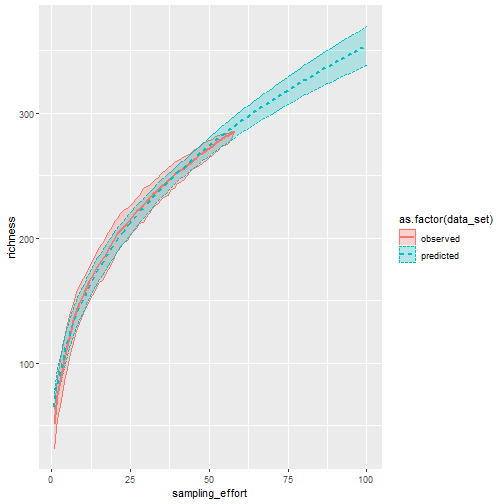 richness
300
200
100
0
25
50
75
100
sampling_effort
as.factor(data_set)
observed
predicted